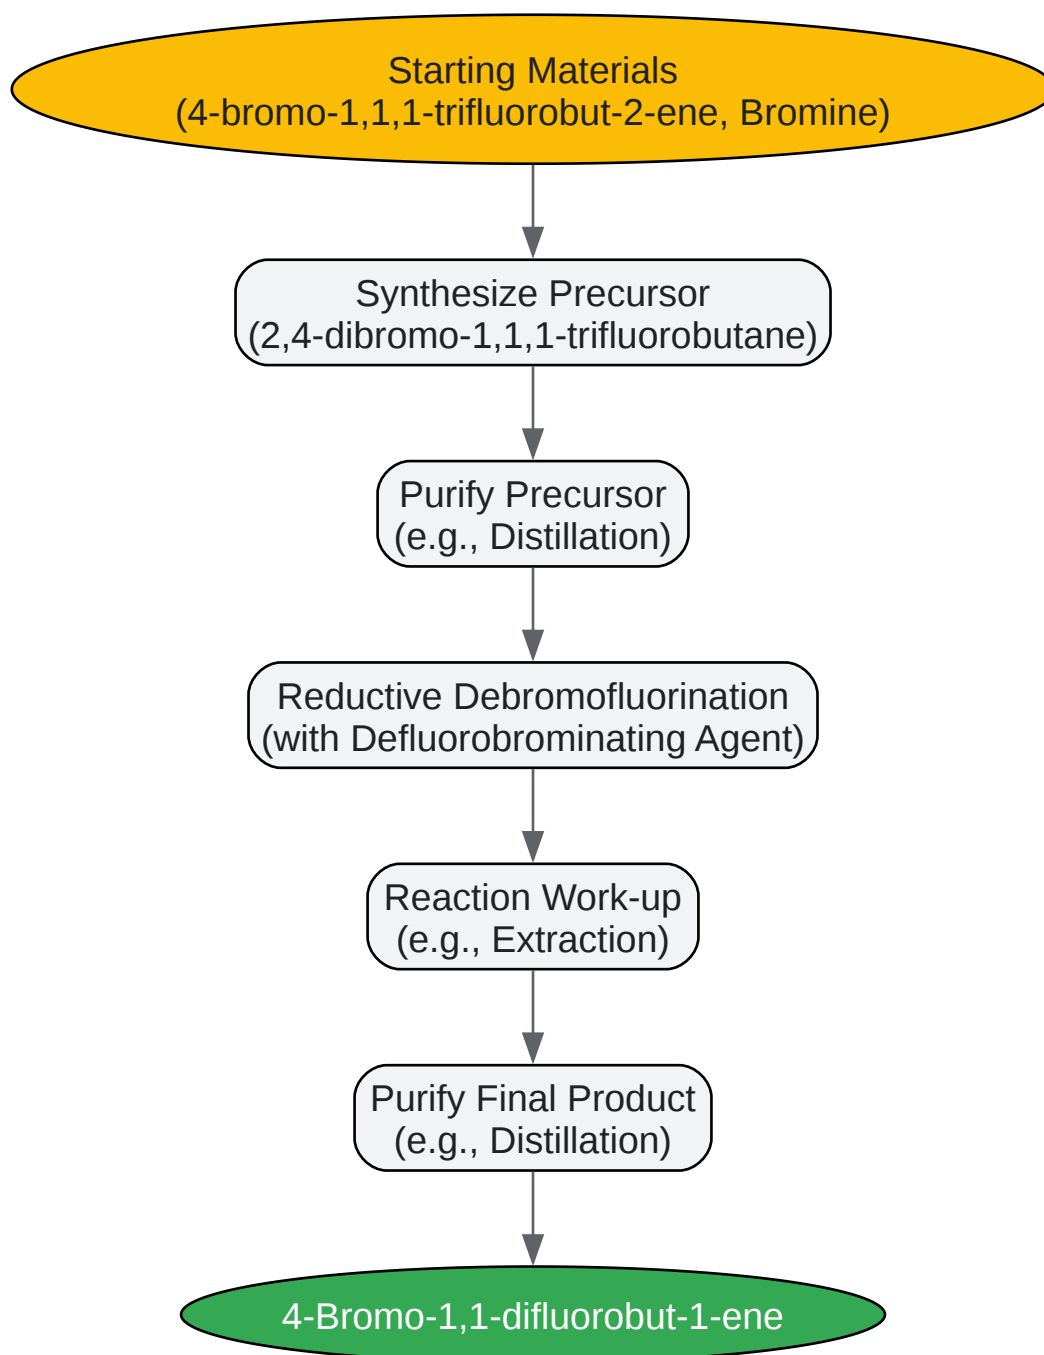 Starting Materials
(4-bromo-1,1,1-trifluorobut-2-ene, Bromine)
Synthesize Precursor
(2,4-dibromo-1,1,1-trifluorobutane)
Purify Precursor
(e.g., Distillation)
Reductive Debromofluorination
(with Defluorobrominating Agent)
Reaction Work-up
(e.g., Extraction)
Purify Final Product
(e.g., Distillation)
4-Bromo-1,1-difluorobut-1-ene